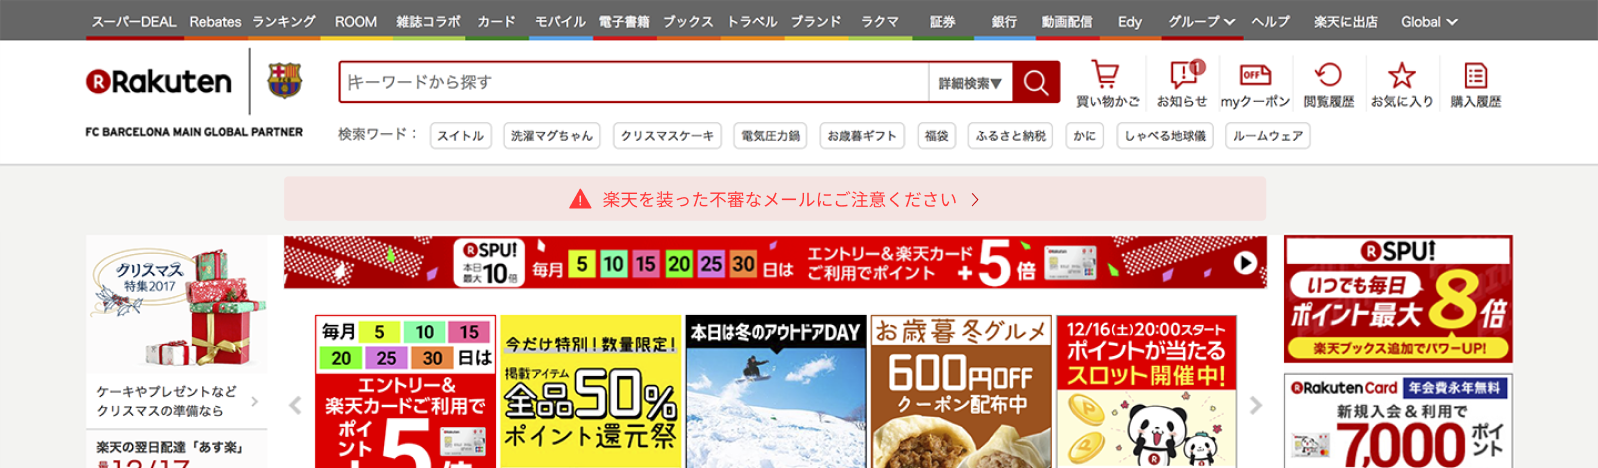 スーパーDEAL Rebates ランキング ROOM 雑誌コラボ カード モバイル 電子書籍 ブックス トラベル ブランド ラクマ 証券 銀行 動画配信 Edy グループ ヘルプ 楽天に出店 Global
Rakuten
FC BARCELONA MAIN GLOBAL PARTNER
キーワードから探す 詳細検索▼
1
買い物かご お知らせ myクーポン 閲覧履歴 お気に入り 購入履歴
OFF
検索ワード： スイトル 洗濯マグちゃん クリスマスケーキ 電気圧力鍋 お歳暮ギフト 福袋 ふるさと納税 かに しゃべる地球儀 ルームウェア
楽天を装った不審なメールにご注意ください
クリスマス
特集2017
ケーキやプレゼントなど
クリスマスの準備なら
楽天の翌日配達「あす楽」
SPU!
本日最大10倍
毎月 5 10 15 20 25 30 日は
エントリー＆楽天カード
ご利用でポイント +5倍
毎月 5 10 15
20 25 30 日は
エントリー＆
楽天カードご利用で
ポイント
5倍
今だけ特別！数量限定！
掲載アイテム
全品50%
ポイント還元祭
本日は冬のアウトドアDAY
お歳暮冬グルメ
600円OFF
クーポン配布中
12/16(土)20:00スタート
ポイントが当たる
スロット開催中!
SPU!
いつでも毎日
ポイント最大8倍
楽天ブックス追加でパワーUP!
Rakuten Card 年会費永年無料
新規入会＆利用で
7,000ポイント